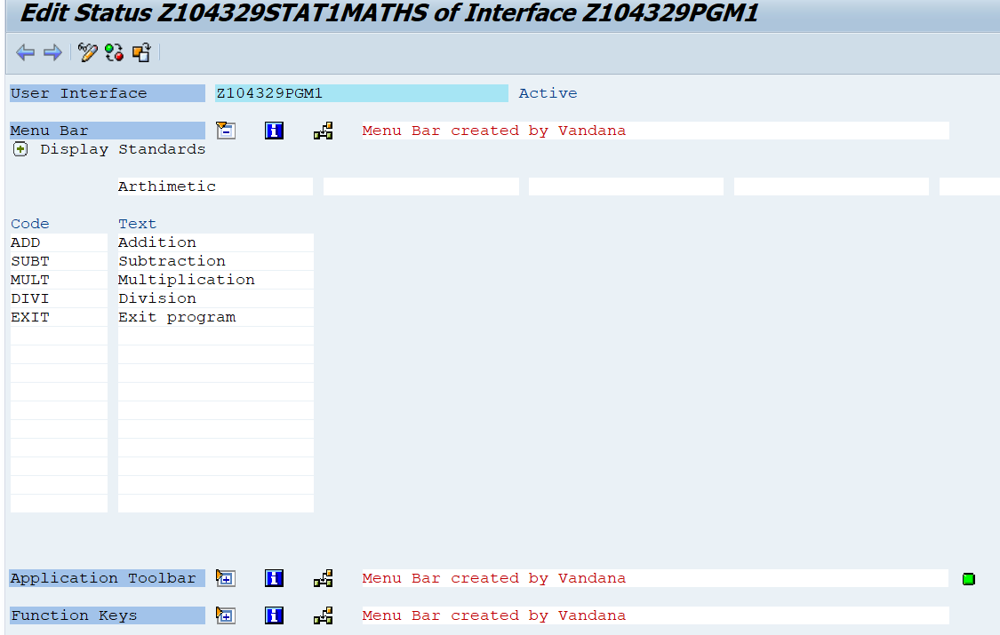 Edit Status Z104329STAT1MATHS of Interface Z104329PGM1
User Interface Z104329PGM1 Active
Menu Bar Menu Bar created by Vandana
Display Standards
Arthimetic
Code Text
ADD Addition
SUBT Subtraction
MULT Multiplication
DIVI Division
EXIT Exit program
Application Toolbar Menu Bar created by Vandana
Function Keys Menu Bar created by Vandana